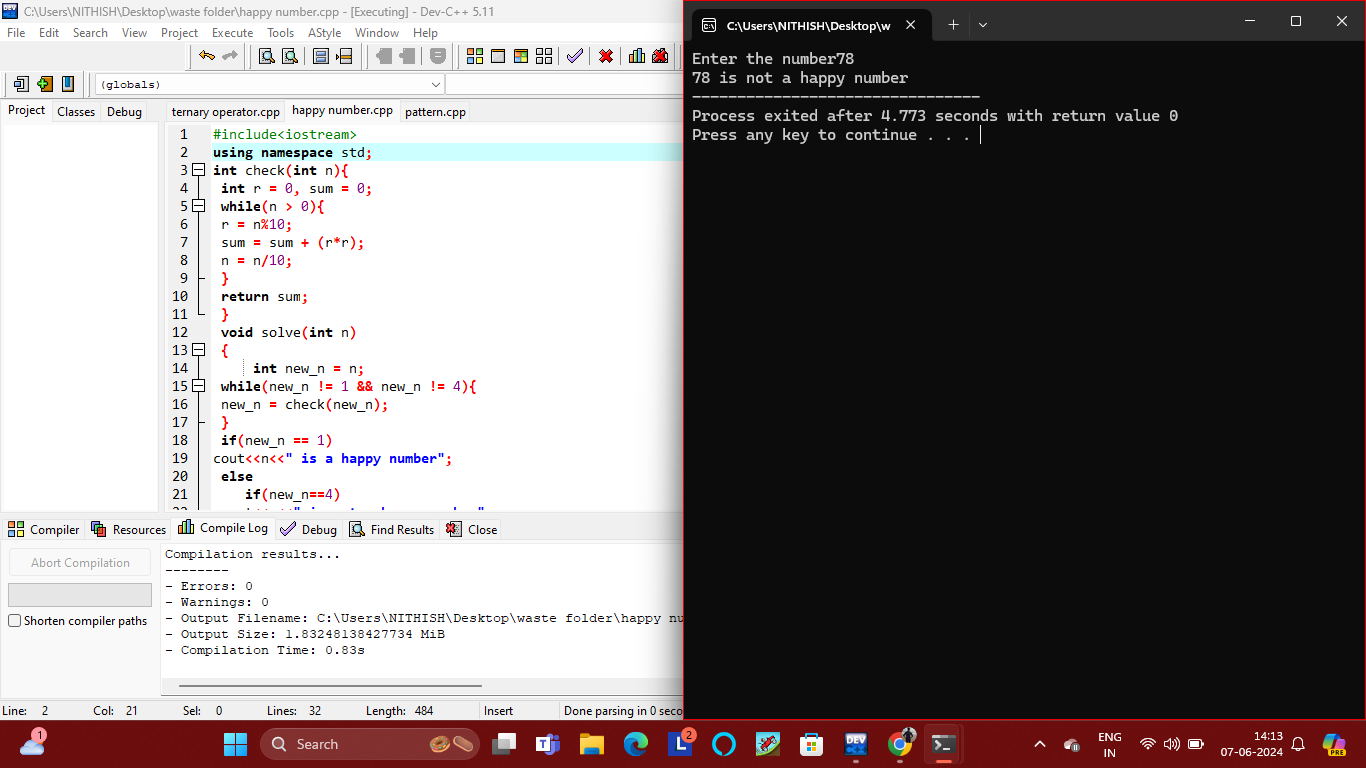 C:\Users\NITHISH\Desktop\waste folder\happy number.cpp - [Executing] - Dev-C++ 5.11
File Edit Search View Project Execute Tools AStyle Window Help
(globals)
Project Classes Debug
ternary operator.cpp happy number.cpp pattern.cpp
1 #include<iostream>
2 using namespace std;
3 int check(int n){
4 int r = 0, sum = 0;
5 while(n > 0){
6 r = n%10;
7 sum = sum + (r*r);
8 n = n/10;
9 }
10 return sum;
11 }
12 void solve(int n)
13 {
14 int new_n = n;
15 while(new_n != 1 && new_n != 4){
16 new_n = check(new_n);
17 }
18 if(new_n == 1)
19 cout<<n<<" is a happy number";
20 else
21 if(new_n==4)
Compiler Resources Compile Log Debug Find Results Close
Abort Compilation
Shorten compiler paths
Compilation results...
--------
- Errors: 0
- Warnings: 0
- Output Filename: C:\Users\NITHISH\Desktop\waste folder\happy nu
- Output Size: 1.83248138427734 MiB
- Compilation Time: 0.83s
Line: 2 Col: 21 Sel: 0 Lines: 32 Length: 484 Insert Done parsing in 0 seco
C:\Users\NITHISH\Desktop\w
Enter the number78
78 is not a happy number
--------------------------------
Process exited after 4.773 seconds with return value 0
Press any key to continue . . .
1
Search
2
DEV
ENG
IN
14:13
07-06-2024
PRE